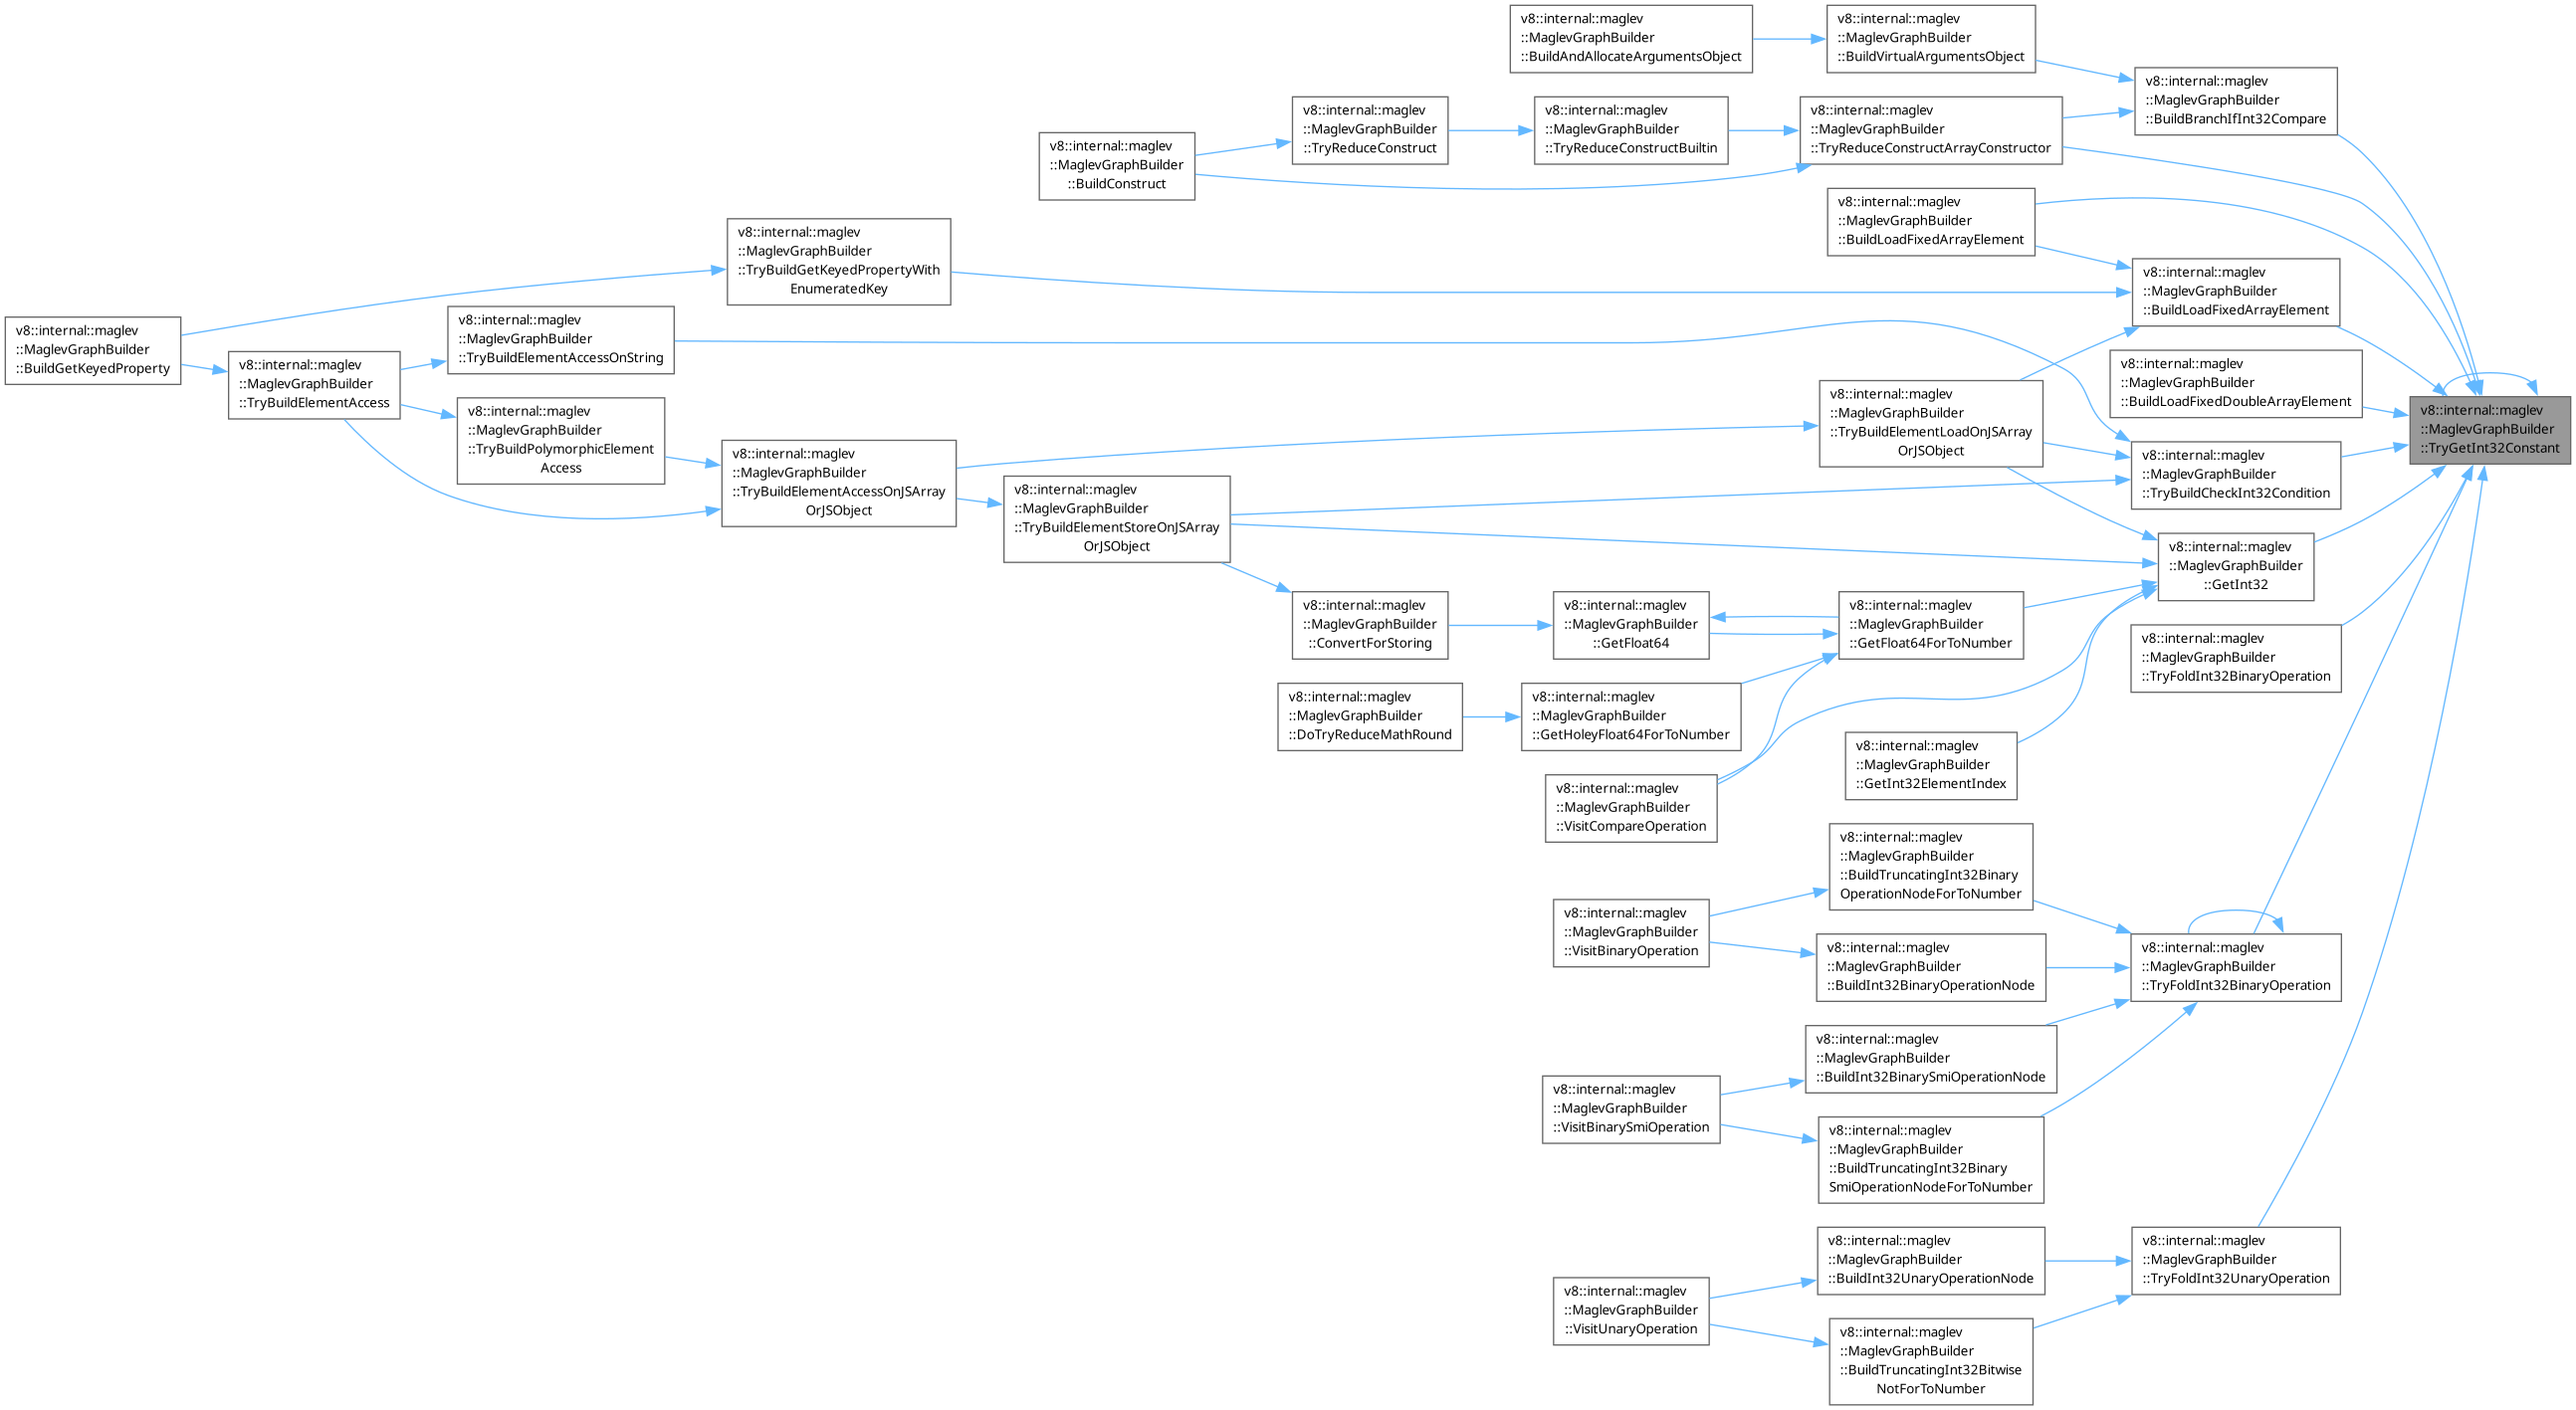 v8::internal::maglev
::MaglevGraphBuilder
::BuildAndAllocateArgumentsObject
v8::internal::maglev
::MaglevGraphBuilder
::BuildVirtualArgumentsObject
v8::internal::maglev
::MaglevGraphBuilder
::BuildBranchIfInt32Compare
v8::internal::maglev
::MaglevGraphBuilder
::BuildConstruct
v8::internal::maglev
::MaglevGraphBuilder
::TryReduceConstruct
v8::internal::maglev
::MaglevGraphBuilder
::TryReduceConstructBuiltin
v8::internal::maglev
::MaglevGraphBuilder
::TryReduceConstructArrayConstructor
v8::internal::maglev
::MaglevGraphBuilder
::BuildLoadFixedArrayElement
v8::internal::maglev
::MaglevGraphBuilder
::TryBuildGetKeyedPropertyWith
EnumeratedKey
v8::internal::maglev
::MaglevGraphBuilder
::BuildLoadFixedArrayElement
v8::internal::maglev
::MaglevGraphBuilder
::BuildGetKeyedProperty
v8::internal::maglev
::MaglevGraphBuilder
::TryBuildElementAccess
v8::internal::maglev
::MaglevGraphBuilder
::TryBuildElementAccessOnString
v8::internal::maglev
::MaglevGraphBuilder
::BuildLoadFixedDoubleArrayElement
v8::internal::maglev
::MaglevGraphBuilder
::TryBuildPolymorphicElement
Access
v8::internal::maglev
::MaglevGraphBuilder
::TryBuildElementLoadOnJSArray
OrJSObject
v8::internal::maglev
::MaglevGraphBuilder
::TryGetInt32Constant
v8::internal::maglev
::MaglevGraphBuilder
::TryBuildElementAccessOnJSArray
OrJSObject
v8::internal::maglev
::MaglevGraphBuilder
::TryBuildCheckInt32Condition
v8::internal::maglev
::MaglevGraphBuilder
::TryBuildElementStoreOnJSArray
OrJSObject
v8::internal::maglev
::MaglevGraphBuilder
::GetInt32
v8::internal::maglev
::MaglevGraphBuilder
::ConvertForStoring
v8::internal::maglev
::MaglevGraphBuilder
::GetFloat64
v8::internal::maglev
::MaglevGraphBuilder
::GetFloat64ForToNumber
v8::internal::maglev
::MaglevGraphBuilder
::TryFoldInt32BinaryOperation
v8::internal::maglev
::MaglevGraphBuilder
::DoTryReduceMathRound
v8::internal::maglev
::MaglevGraphBuilder
::GetHoleyFloat64ForToNumber
v8::internal::maglev
::MaglevGraphBuilder
::GetInt32ElementIndex
v8::internal::maglev
::MaglevGraphBuilder
::VisitCompareOperation
v8::internal::maglev
::MaglevGraphBuilder
::BuildTruncatingInt32Binary
OperationNodeForToNumber
v8::internal::maglev
::MaglevGraphBuilder
::VisitBinaryOperation
v8::internal::maglev
::MaglevGraphBuilder
::BuildInt32BinaryOperationNode
v8::internal::maglev
::MaglevGraphBuilder
::TryFoldInt32BinaryOperation
v8::internal::maglev
::MaglevGraphBuilder
::BuildInt32BinarySmiOperationNode
v8::internal::maglev
::MaglevGraphBuilder
::VisitBinarySmiOperation
v8::internal::maglev
::MaglevGraphBuilder
::BuildTruncatingInt32Binary
SmiOperationNodeForToNumber
v8::internal::maglev
::MaglevGraphBuilder
::BuildInt32UnaryOperationNode
v8::internal::maglev
::MaglevGraphBuilder
::TryFoldInt32UnaryOperation
v8::internal::maglev
::MaglevGraphBuilder
::VisitUnaryOperation
v8::internal::maglev
::MaglevGraphBuilder
::BuildTruncatingInt32Bitwise
NotForToNumber